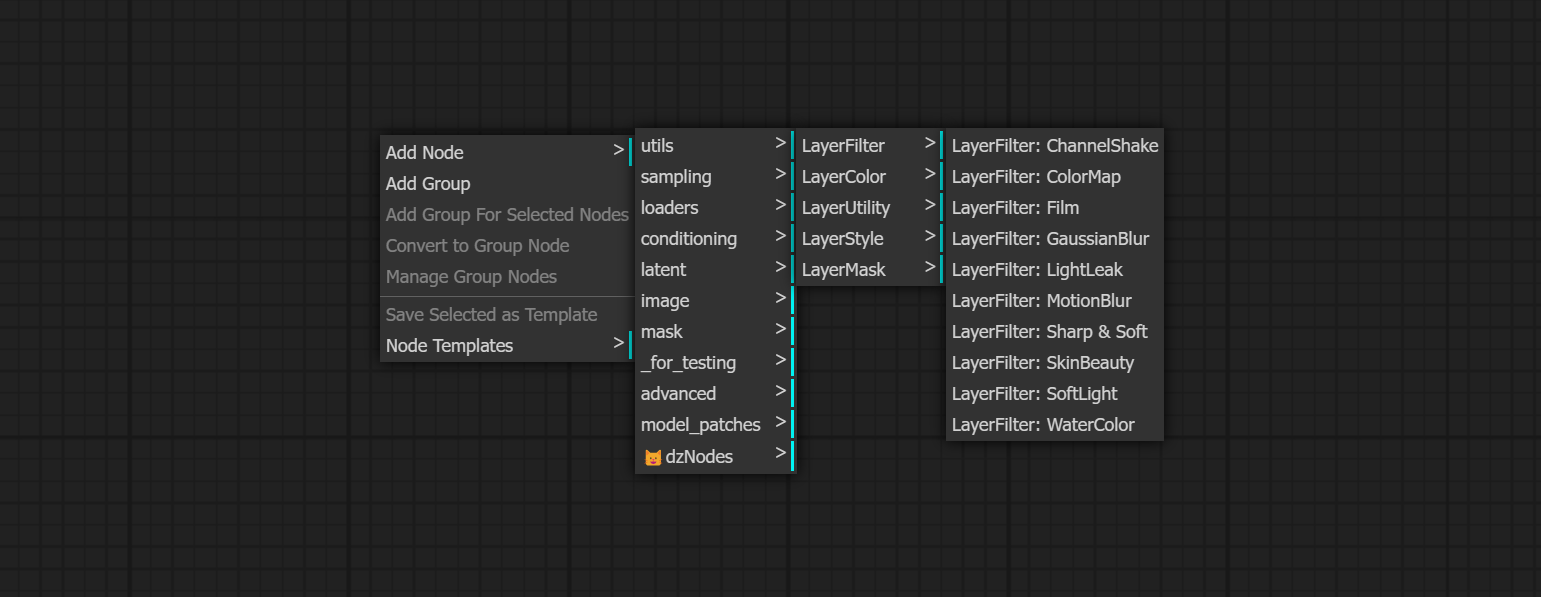 Add Node >
Add Group
Add Group For Selected Nodes
Convert to Group Node
Manage Group Nodes
Save Selected as Template
Node Templates >
utils >
sampling >
loaders >
conditioning >
latent >
image >
mask >
_for_testing >
advanced >
model_patches >
dzNodes >
LayerFilter >
LayerColor >
LayerUtility >
LayerStyle >
LayerMask >
LayerFilter: ChannelShake
LayerFilter: ColorMap
LayerFilter: Film
LayerFilter: GaussianBlur
LayerFilter: LightLeak
LayerFilter: MotionBlur
LayerFilter: Sharp & Soft
LayerFilter: SkinBeauty
LayerFilter: SoftLight
LayerFilter: WaterColor